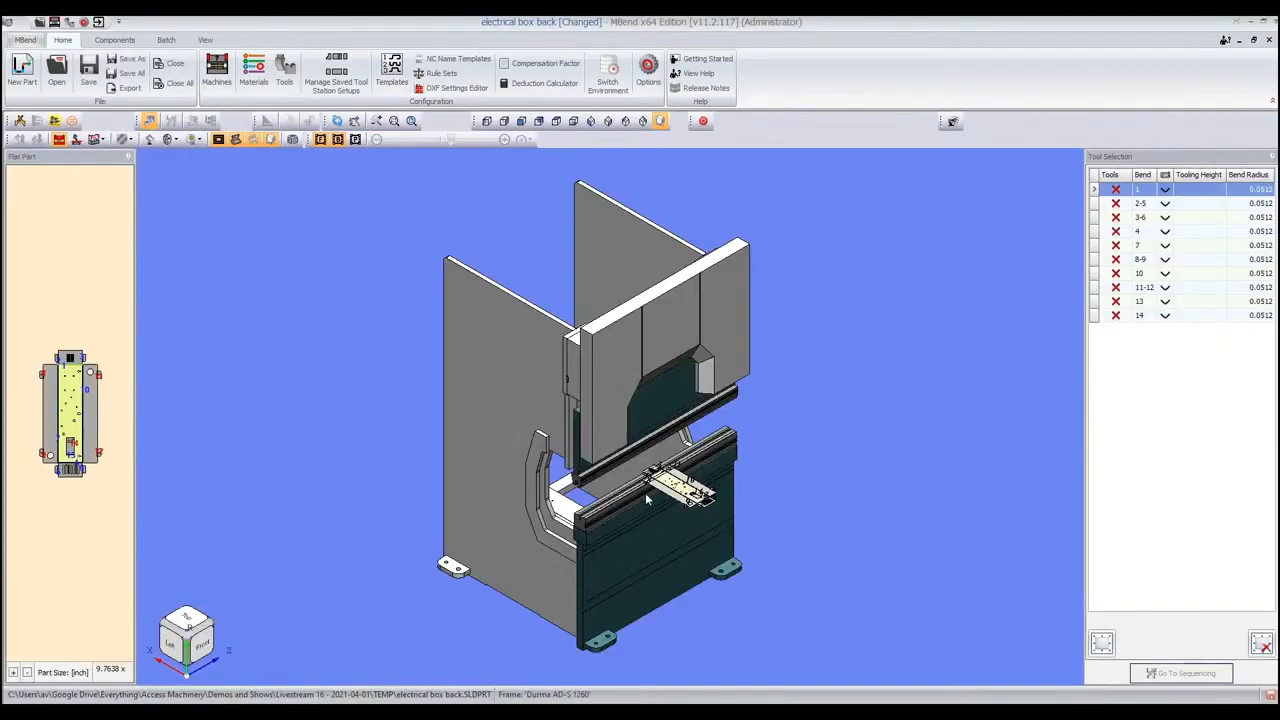 electrical box back [Changed] - MBend x64 Edition [v11.2.117] (Administrator)
MBend Home Components Batch View
New Part Open Save Save As Save All Export Close Close All
Machines Materials Tools Manage Saved Tool Station Setups Templates
NC Name Templates Rule Sets DXF Settings Editor
Compensation Factor Deduction Calculator
Switch Environment Options
Getting Started View Help Release Notes
File Configuration Help
Flat Part
Tool Selection
Tools Bend Tooling Height Bend Radius
1 0.0512
2-5 0.0512
3-6 0.0512
4 0.0512
7 0.0512
8-9 0.0512
10 0.0512
11-12 0.0512
13 0.0512
14 0.0512
Top
Left Front
X Z
+ - Part Size: [inch] 9.7638 x
Go To Sequencing
C:\Users\av\Google Drive\Everything\Access Machinery\Demos and Shows\Livestream 16 - 2021-04-01\TEMP\electrical box back.SLDPRT Frame: 'Durma AD-S 1260'